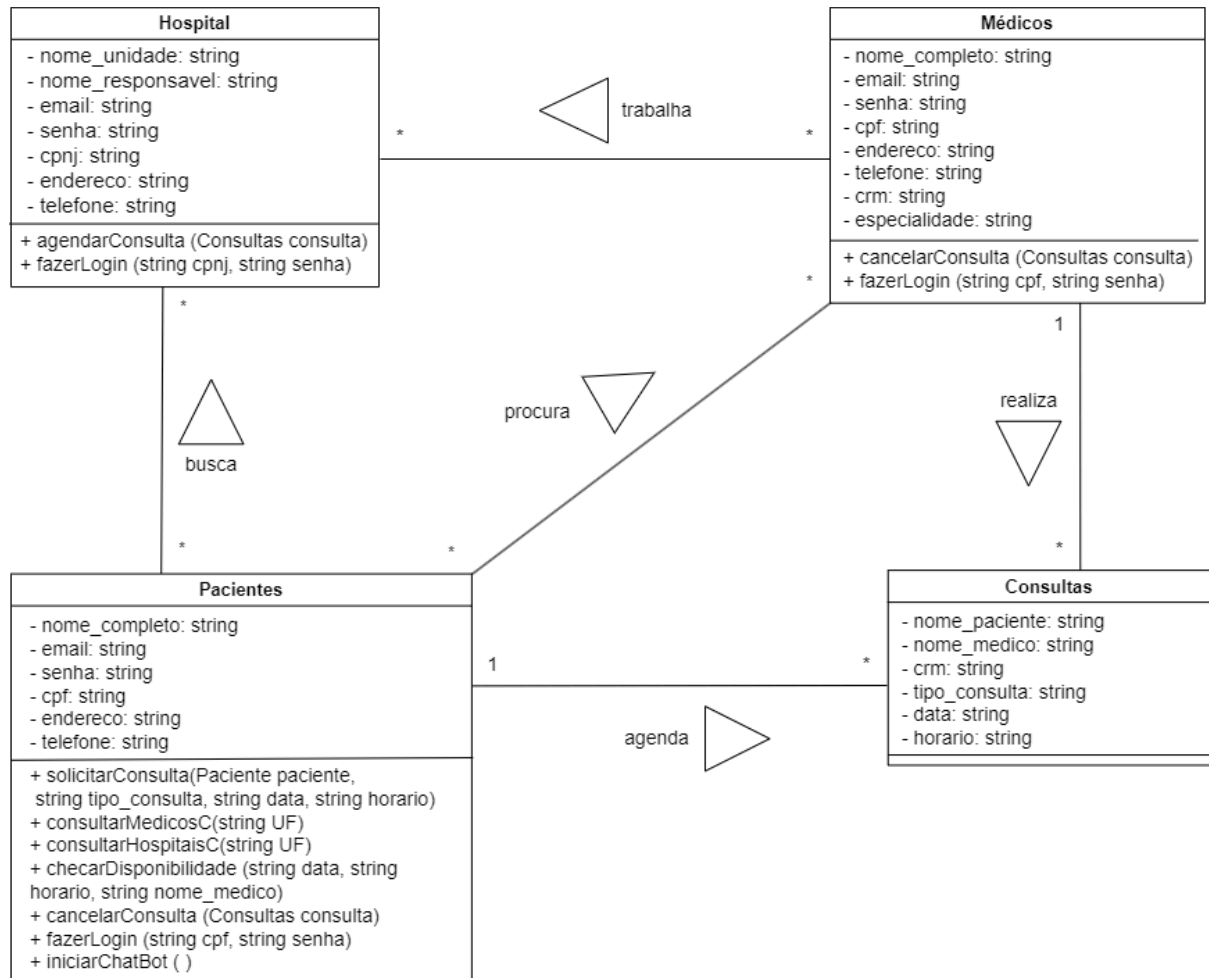 Hospital
- nome_unidade: string
- nome_responsavel: string
- email: string
- senha: string
- cpnj: string
- endereco: string
- telefone: string
+ agendarConsulta (Consultas consulta)
+ fazerLogin (string cpnj, string senha)
Médicos
- nome_completo: string
- email: string
- senha: string
- cpf: string
- endereco: string
- telefone: string
- crm: string
- especialidade: string
+ cancelarConsulta (Consultas consulta)
+ fazerLogin (string cpf, string senha)
trabalha
*
*
*
*
1
procura
realiza
busca
*
*
*
Pacientes
- nome_completo: string
- email: string
- senha: string
- cpf: string
- endereco: string
- telefone: string
+ solicitarConsulta(Paciente paciente,
string tipo_consulta, string data, string horario)
+ consultarMedicosC(string UF)
+ consultarHospitaisC(string UF)
+ checarDisponibilidade (string data, string
horario, string nome_medico)
+ cancelarConsulta (Consultas consulta)
+ fazerLogin (string cpf, string senha)
+ iniciarChatBot ( )
1
*
agenda
Consultas
- nome_paciente: string
- nome_medico: string
- crm: string
- tipo_consulta: string
- data: string
- horario: string